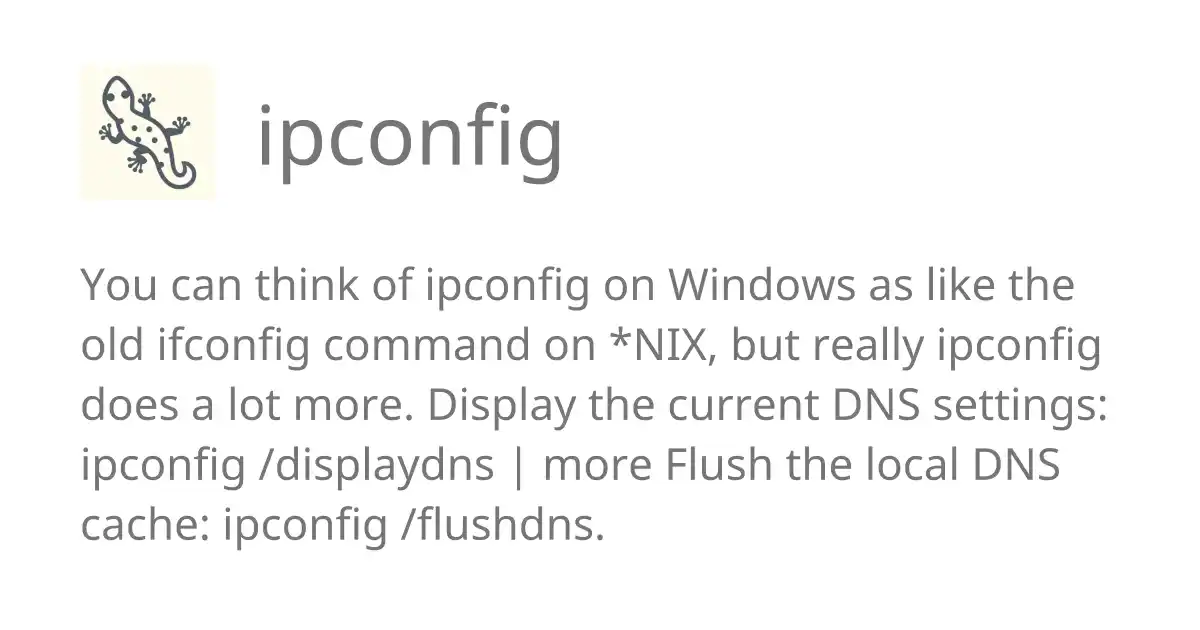 ipconfig
You can think of ipconfig on Windows as like the
old ifconfig command on *NIX, but really ipconfig
does a lot more. Display the current DNS settings:
ipconfig /displaydns | more Flush the local DNS
cache: ipconfig /flushdns.